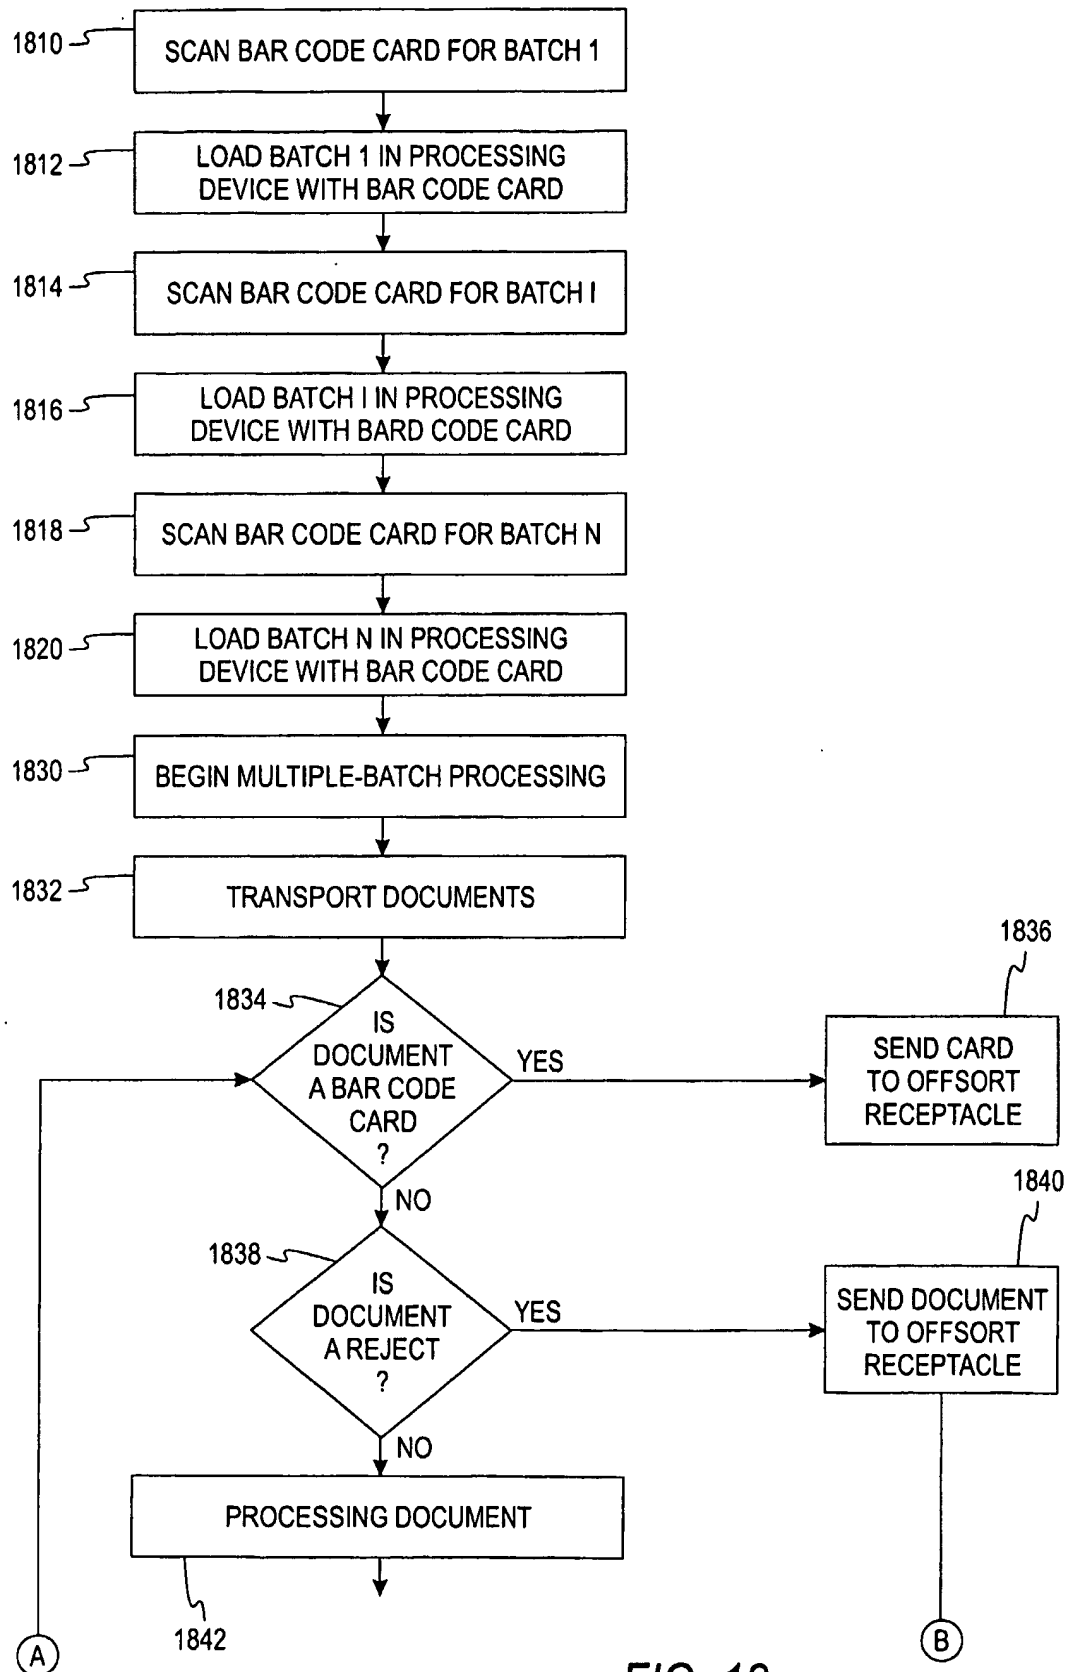 1810
SCAN BAR CODE CARD FOR BATCH 1
1812
LOAD BATCH 1 IN PROCESSING
DEVICE WITH BAR CODE CARD
1814
SCAN BAR CODE CARD FOR BATCH I
1816
LOAD BATCH I IN PROCESSING
DEVICE WITH BARD CODE CARD
1818
SCAN BAR CODE CARD FOR BATCH N
1820
LOAD BATCH N IN PROCESSING
DEVICE WITH BAR CODE CARD
1830
BEGIN MULTIPLE-BATCH PROCESSING
1832
TRANSPORT DOCUMENTS
1834
IS
DOCUMENT
A BAR CODE
CARD
?
YES
1836
SEND CARD
TO OFFSORT
RECEPTACLE
NO
1838
IS
DOCUMENT
A REJECT
?
YES
1840
SEND DOCUMENT
TO OFFSORT
RECEPTACLE
NO
PROCESSING DOCUMENT
1842
A
B